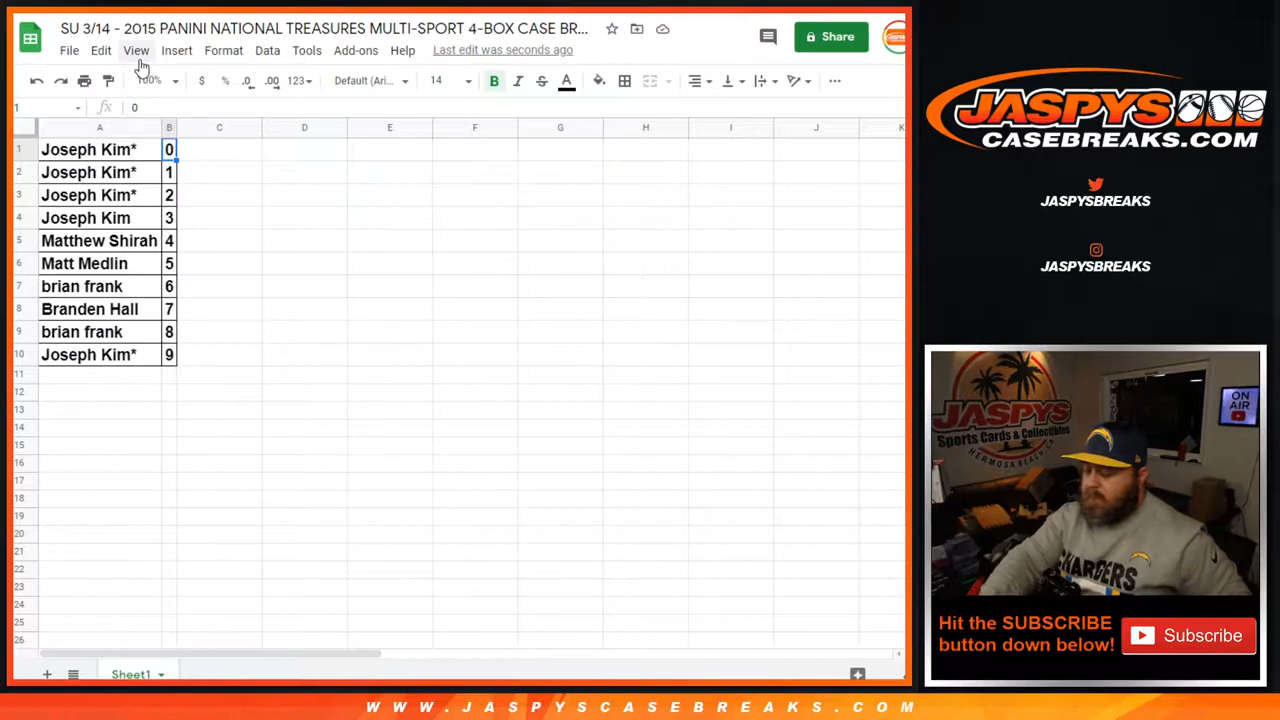 SU 3/14 - 2015 PANINI NATIONAL TREASURES MULTI-SPORT 4-BOX CASE BR...
File Edit View Insert Format Data Tools Add-ons Help Last edit was seconds ago
Share
100% $ % .0 .00 123 Default (Ari... 14 B I S A
1 fx 0
A B C D E F G H I J K
1 Joseph Kim* 0
2 Joseph Kim* 1
3 Joseph Kim* 2
4 Joseph Kim 3
5 Matthew Shirah 4
6 Matt Medlin 5
7 brian frank 6
8 Branden Hall 7
9 brian frank 8
10 Joseph Kim* 9
11
12
13
14
15
16
17
18
19
20
21
22
23
24
25
26
Sheet1
JASPYS
CASEBREAKS.COM
JASPYSBREAKS
JASPYSBREAKS
JASPYS
Sports Cards & Collectibles
HERMOSA BEACH
ON
AIR
CHARGERS
Hit the SUBSCRIBE
button down below!
Subscribe
WWW.JASPYSCASEBREAKS.COM